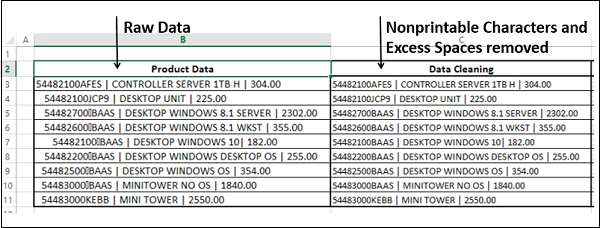 Raw Data
Nonprintable Characters and
Excess Spaces removed
A B C
1
2 Product Data Data Cleaning
3 54482100AFES | CONTROLLER SERVER 1TB H | 304.00 54482100AFES | CONTROLLER SERVER 1TB H | 304.00
4 54482100JCP9 | DESKTOP UNIT | 225.00 54482100JCP9 | DESKTOP UNIT | 225.00
5 54482700▯BAAS | DESKTOP WINDOWS 8.1 SERVER | 2302.00 54482700BAAS | DESKTOP WINDOWS 8.1 SERVER | 2302.00
6 54482600▯BAAS | DESKTOP WINDOWS 8.1 WKST | 355.00 54482600BAAS | DESKTOP WINDOWS 8.1 WKST | 355.00
7 54482100▯BAAS | DESKTOP WINDOWS 10| 182.00 54482100BAAS | DESKTOP WINDOWS 10| 182.00
8 54482200▯BAAS | DESKTOP WINDOWS DESKTOP OS | 255.00 54482200BAAS | DESKTOP WINDOWS DESKTOP OS | 255.00
9 54482500▯BAAS | DESKTOP WINDOWS OS | 354.00 54482500BAAS | DESKTOP WINDOWS OS | 354.00
10 54483000▯BAAS | MINITOWER NO OS | 1840.00 54483000BAAS | MINITOWER NO OS | 1840.00
11 54483000KEBB | MINI TOWER | 2550.00 54483000KEBB | MINI TOWER | 2550.00